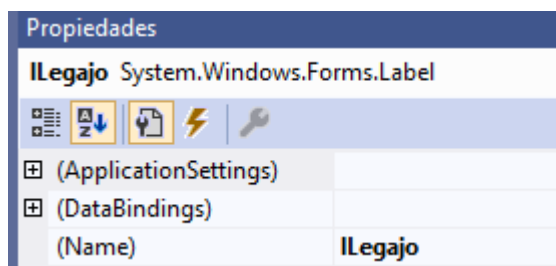 Propiedades
lLegajo System.Windows.Forms.Label
(ApplicationSettings)
(DataBindings)
(Name) lLegajo